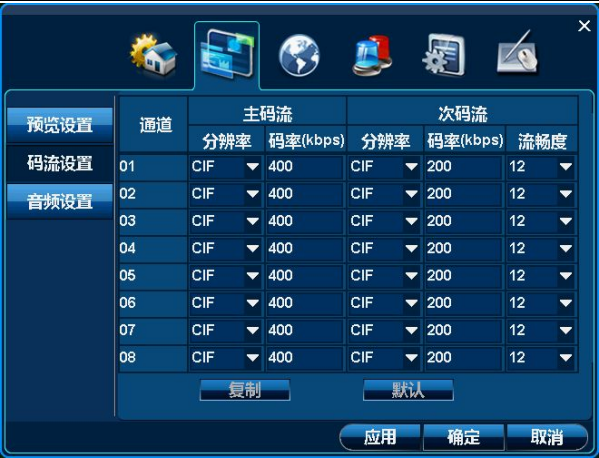 预览设置
码流设置
音频设置
通道 主码流 次码流
分辨率 码率(kbps) 分辨率 码率(kbps) 流畅度
01 CIF 400 CIF 200 12
02 CIF 400 CIF 200 12
03 CIF 400 CIF 200 12
04 CIF 400 CIF 200 12
05 CIF 400 CIF 200 12
06 CIF 400 CIF 200 12
07 CIF 400 CIF 200 12
08 CIF 400 CIF 200 12
复制 默认
应用 确定 取消